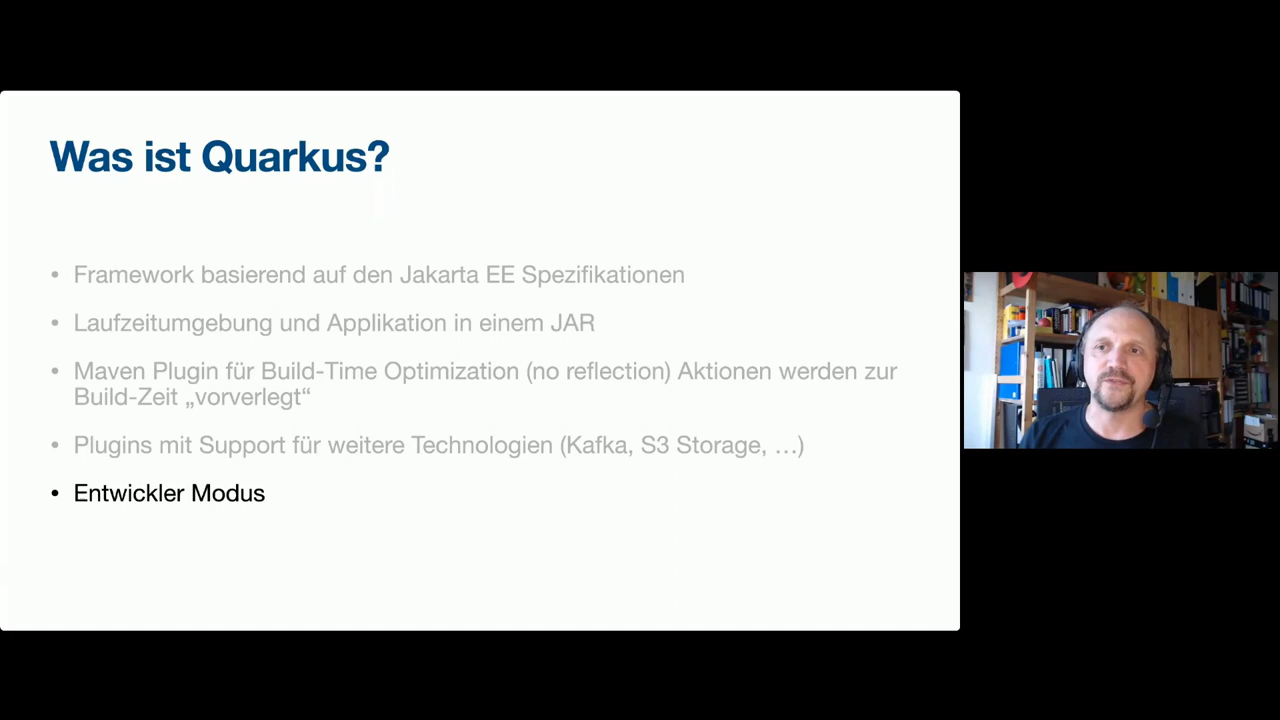 Was ist Quarkus?
• Framework basierend auf den Jakarta EE Spezifikationen
• Laufzeitumgebung und Applikation in einem JAR
• Maven Plugin für Build-Time Optimization (no reflection) Aktionen werden zur
Build-Zeit „vorverlegt“
• Plugins mit Support für weitere Technologien (Kafka, S3 Storage, …)
• Entwickler Modus